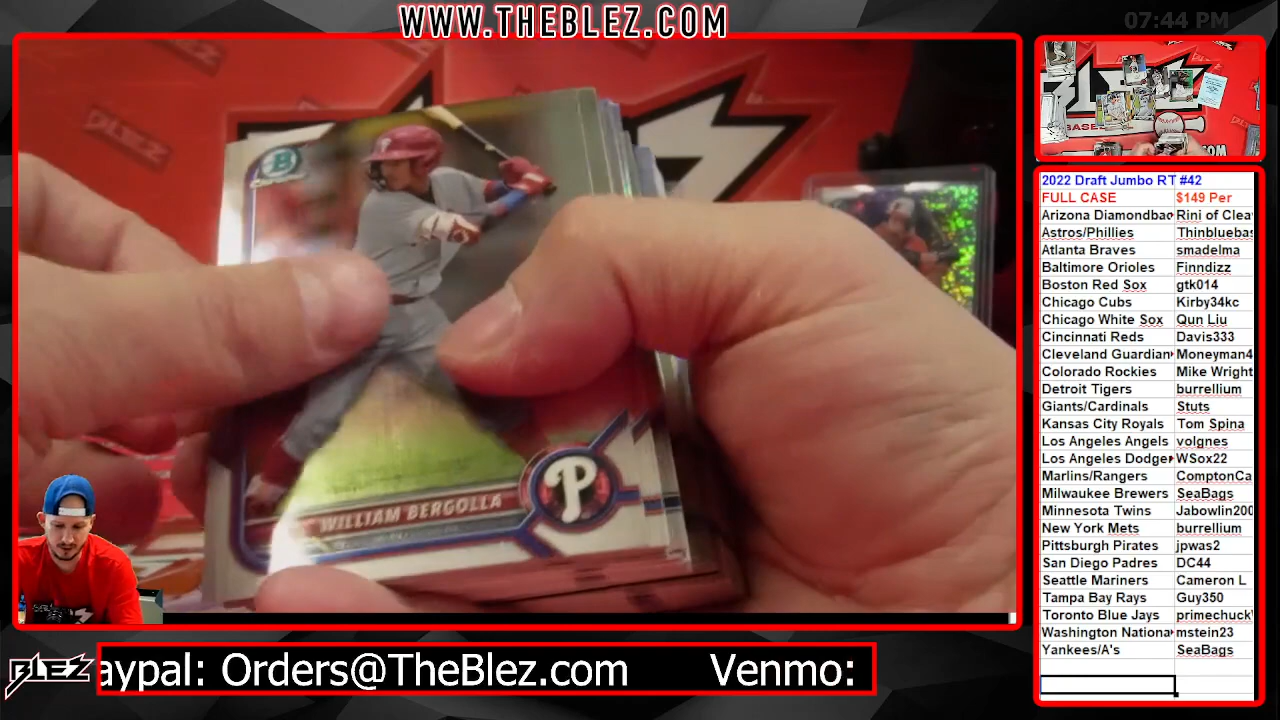 WWW.THEBLEZ.COM
07:44 PM
BLEZ
WILLIAM BERGOLLA
P
2022 Draft Jumbo RT #42
FULL CASE $149 Per
Arizona Diamondbac Rini of Clea
Astros/Phillies Thinbluebas
Atlanta Braves smadelma
Baltimore Orioles Finndizz
Boston Red Sox gtk014
Chicago Cubs Kirby34kc
Chicago White Sox Qun Liu
Cincinnati Reds Davis333
Cleveland Guardian Moneyman4
Colorado Rockies Mike Wright
Detroit Tigers burrellium
Giants/Cardinals Stuts
Kansas City Royals Tom Spina
Los Angeles Angels volgnes
Los Angeles Dodge WSox22
Marlins/Rangers ComptonCa
Milwaukee Brewers SeaBags
Minnesota Twins Jabowlin200
New York Mets burrellium
Pittsburgh Pirates jpwas2
San Diego Padres DC44
Seattle Mariners Cameron L
Tampa Bay Rays Guy350
Toronto Blue Jays primechuck
Washington Nationa mstein23
Yankees/A's SeaBags
BLEZ aypal: Orders@TheBlez.com Venmo: